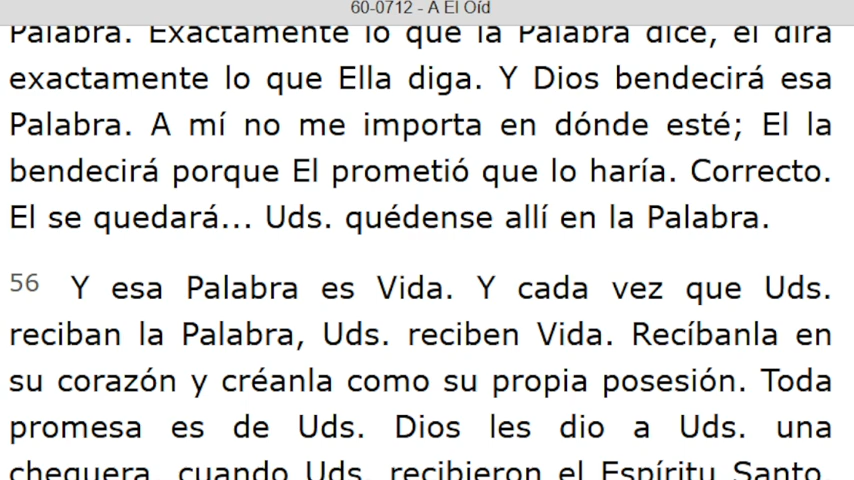 60-0712 - A El Oíd
Palabra. Exactamente lo que la Palabra dice, él dirá
exactamente lo que Ella diga. Y Dios bendecirá esa
Palabra. A mí no me importa en dónde esté; El la
bendecirá porque El prometió que lo haría. Correcto.
El se quedará... Uds. quédense allí en la Palabra.
56 Y esa Palabra es Vida. Y cada vez que Uds.
reciban la Palabra, Uds. reciben Vida. Recíbanla en
su corazón y créanla como su propia posesión. Toda
promesa es de Uds. Dios les dio a Uds. una
chequera, cuando Uds. recibieron el Espíritu Santo.